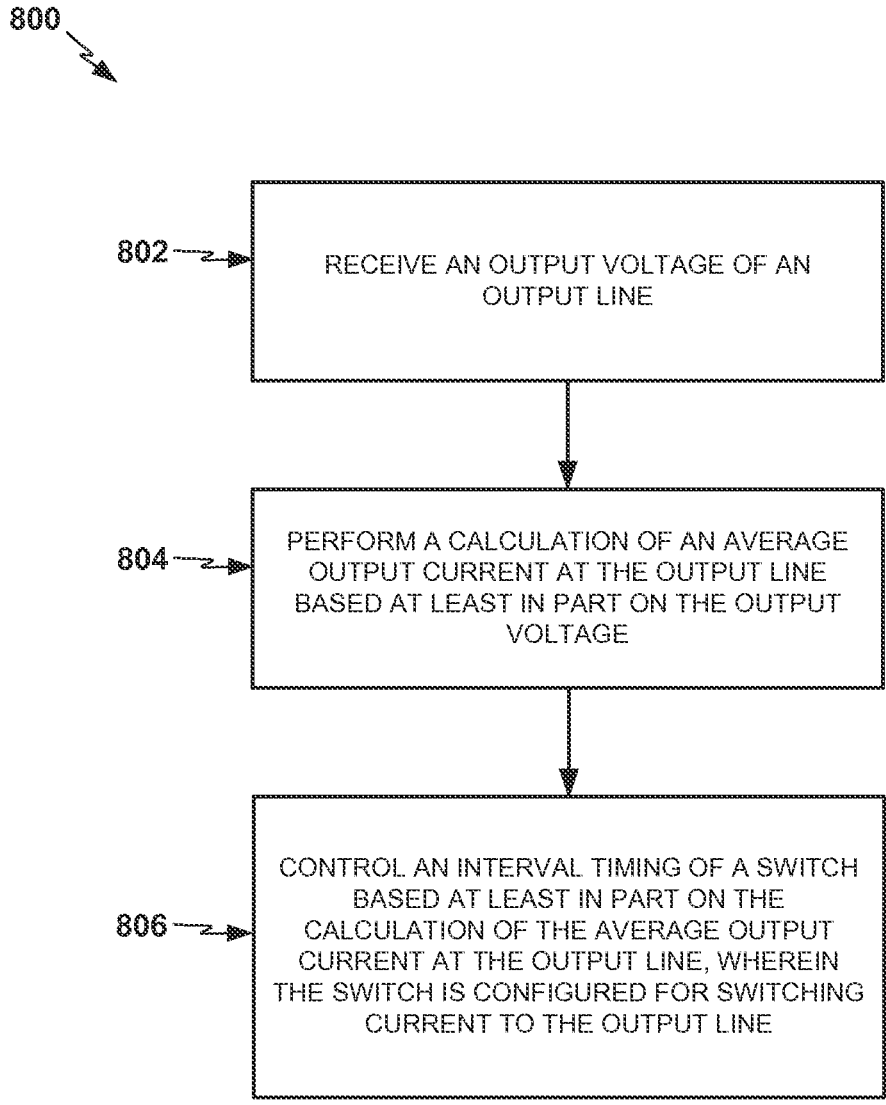 800
802
RECEIVE AN OUTPUT VOLTAGE OF AN
OUTPUT LINE
804
PERFORM A CALCULATION OF AN AVERAGE
OUTPUT CURRENT AT THE OUTPUT LINE
BASED AT LEAST IN PART ON THE OUTPUT
VOLTAGE
806
CONTROL AN INTERVAL TIMING OF A SWITCH
BASED AT LEAST IN PART ON THE
CALCULATION OF THE AVERAGE OUTPUT
CURRENT AT THE OUTPUT LINE, WHEREIN
THE SWITCH IS CONFIGURED FOR SWITCHING
CURRENT TO THE OUTPUT LINE